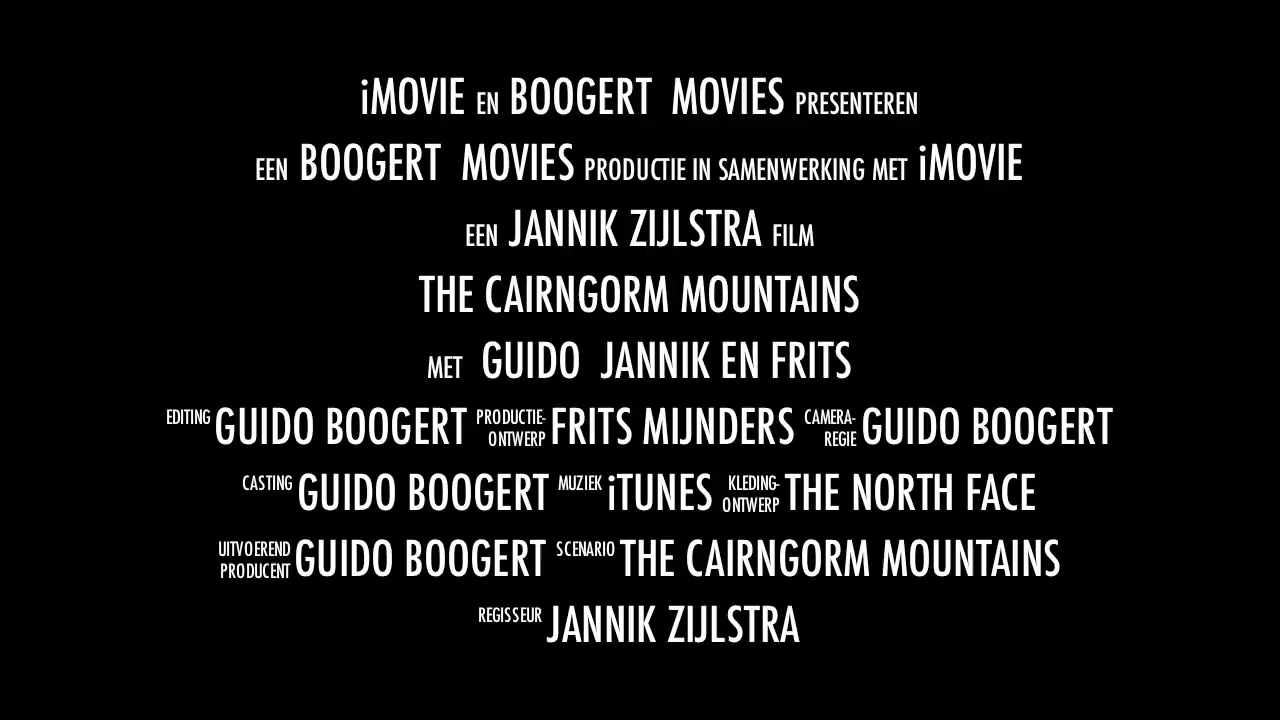 iMOVIE EN BOOGERT MOVIES PRESENTEREN
EEN BOOGERT MOVIES PRODUCTIE IN SAMENWERKING MET iMOVIE
EEN JANNIK ZIJLSTRA FILM
THE CAIRNGORM MOUNTAINS
MET GUIDO JANNIK EN FRITS
EDITING GUIDO BOOGERT PRODUCTIE-ONTWERP FRITS MIJNDERS CAMERA-REGIE GUIDO BOOGERT
CASTING GUIDO BOOGERT MUZIEK iTUNES KLEDING-ONTWERP THE NORTH FACE
UITVOEREND PRODUCENT GUIDO BOOGERT SCENARIO THE CAIRNGORM MOUNTAINS
REGISSEUR JANNIK ZIJLSTRA